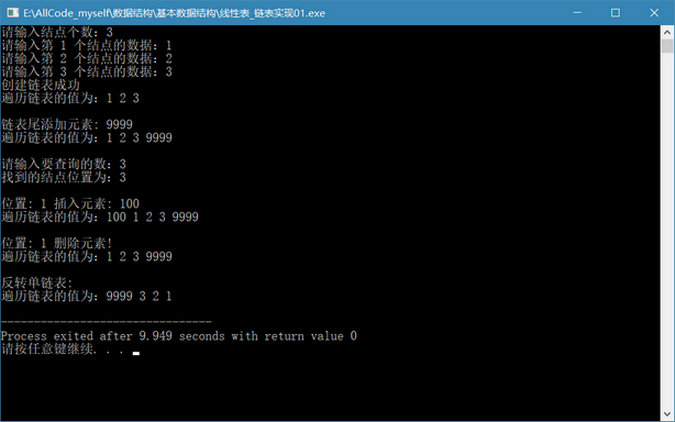 E:\AllCode_myself\数据结构\基本数据结构\线性表_链表实现01.exe
请输入结点个数: 3
请输入第 1 个结点的数据: 1
请输入第 2 个结点的数据: 2
请输入第 3 个结点的数据: 3
创建链表成功
遍历链表的值为: 1 2 3
链表尾添加元素: 9999
遍历链表的值为: 1 2 3 9999
请输入要查询的数: 3
找到的结点位置为: 3
位置: 1 插入元素: 100
遍历链表的值为: 100 1 2 3 9999
位置: 1 删除元素!
遍历链表的值为: 1 2 3 9999
反转单链表:
遍历链表的值为: 9999 3 2 1
--------------------------------
Process exited after 9.949 seconds with return value 0
请按任意键继续. . .